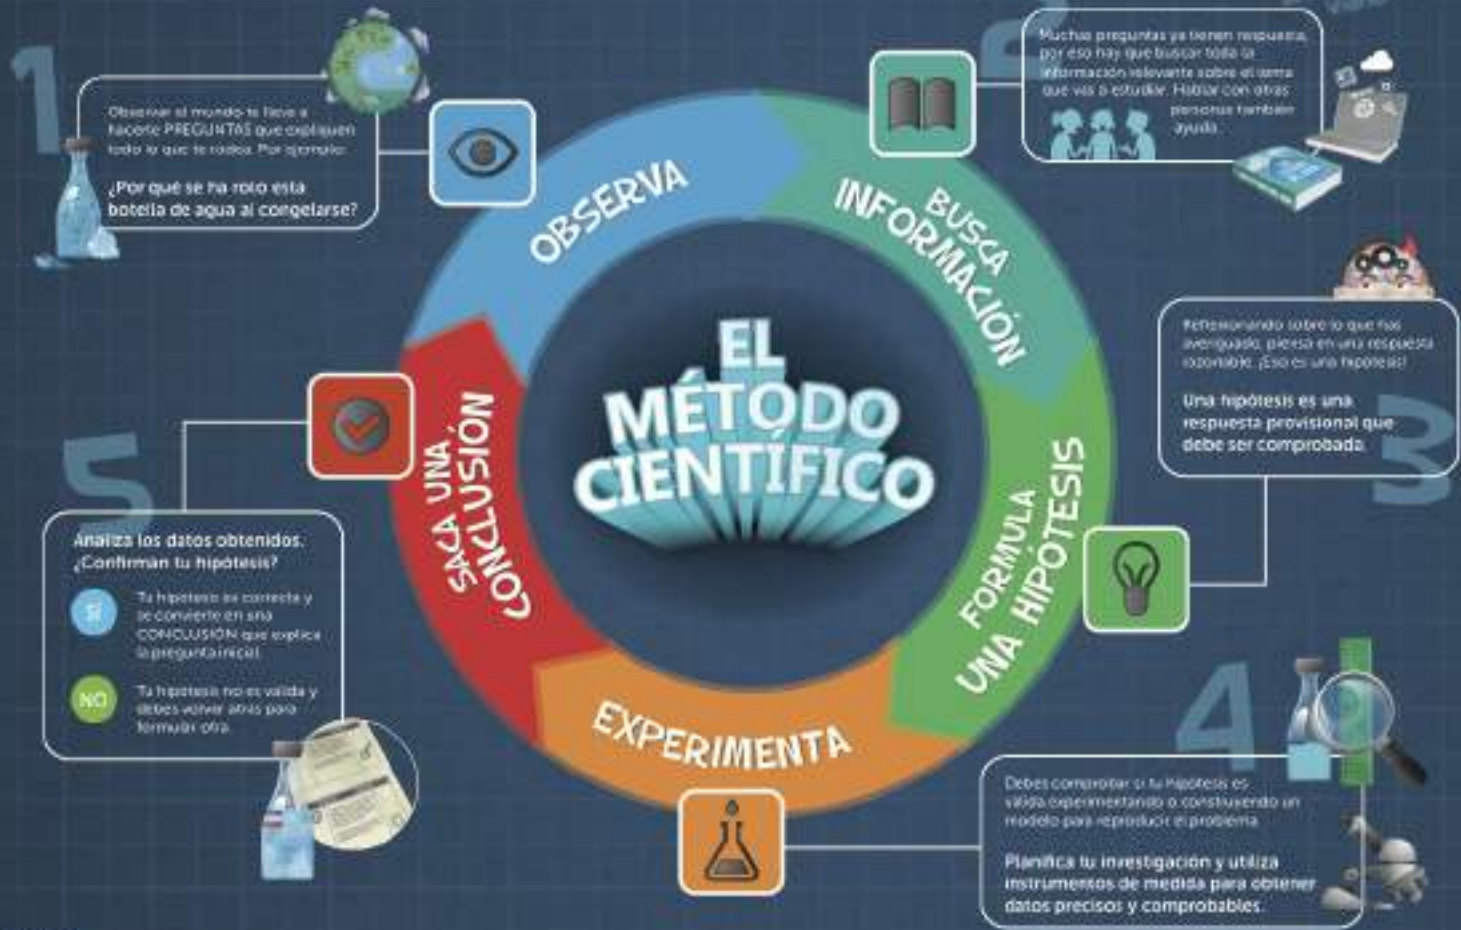 1
Observar el mundo te lleva a
hacerte PREGUNTAS que expliquen
todo lo que te rodea. Por ejemplo:
¿Por qué se ha roto esta
botella de agua al congelarse?
2
Muchas preguntas ya tienen respuesta,
por eso hay que buscar toda la
información relevante sobre el tema
que vas a estudiar. Hablar con otras
personas también
ayuda.
OBSERVA
BUSCA
INFORMACIÓN
EL
MÉTODO
CIENTÍFICO
Reflexionando sobre lo que has
averiguado, piensa en una respuesta
razonable. ¡Eso es una hipótesis!
Una hipótesis es una
respuesta provisional que
debe ser comprobada.
3
FORMULA
UNA HIPÓTESIS
SACA UNA
CONCLUSIÓN
5
Analiza los datos obtenidos.
¿Confirman tu hipótesis?
SÍ
Tu hipótesis es correcta y
se convierte en una
CONCLUSIÓN que explica
la pregunta inicial.
NO
Tu hipótesis no es válida y
debes volver atrás para
formular otra.
EXPERIMENTA
4
Debes comprobar si tu hipótesis es
válida experimentando o construyendo un
modelo para reproducir el problema.
Planifica tu investigación y utiliza
instrumentos de medida para obtener
datos precisos y comprobables.